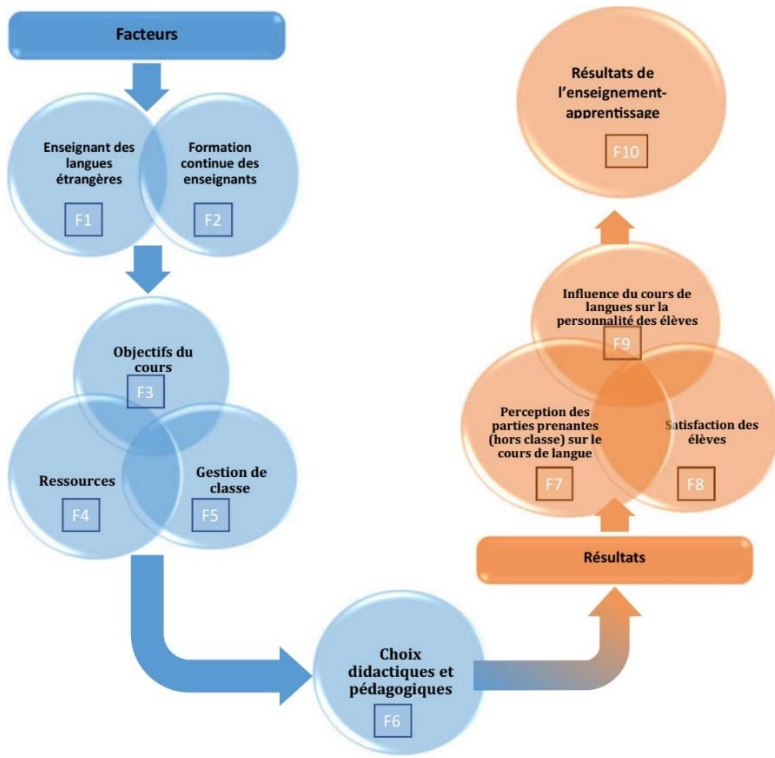 Facteurs
Enseignant des
langues
étrangères
F1
Formation
continue des
enseignants
F2
Objectifs du
cours
F3
Ressources
F4
Gestion de
classe
F5
Choix
didactiques et
pédagogiques
F6
Résultats
Perception des
parties prenantes
(hors classe) sur le
cours de langue
F7
Satisfaction des
élèves
F8
Influence du cours de
langues sur la
personnalité des élèves
F9
Résultats de
l’enseignement-
apprentissage
F10